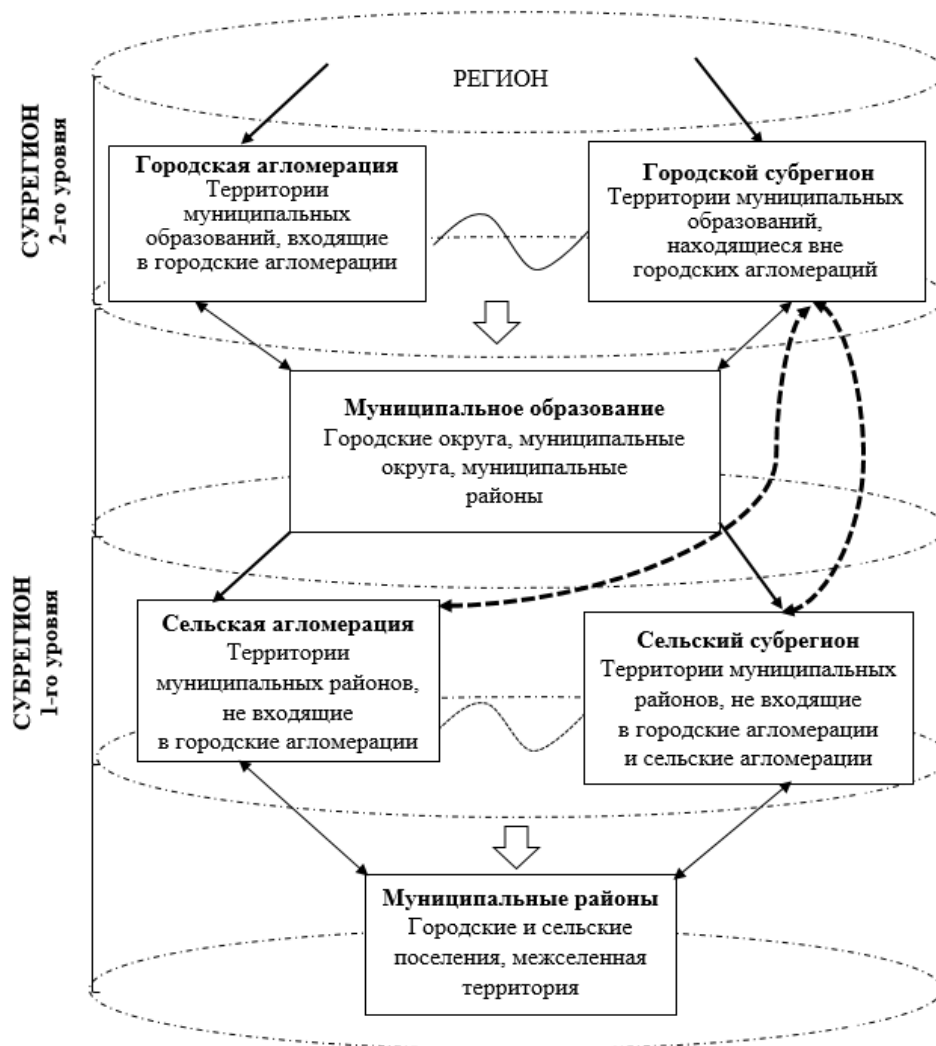 РЕГИОН
СУБРЕГИОН
2-го уровня
Городская агломерация
Территории
муниципальных
образований, входящие
в городские агломерации
Городской субрегион
Территории муниципальных
образований,
находящиеся вне
городских агломераций
Муниципальное образование
Городские округа, муниципальные
округа, муниципальные
районы
СУБРЕГИОН
1-го уровня
Сельская агломерация
Территории
муниципальных районов,
не входящие
в городские агломерации
Сельский субрегион
Территории муниципальных
районов, не входящие
в городские агломерации
и сельские агломерации
Муниципальные районы
Городские и сельские
поселения, межселенная
территория